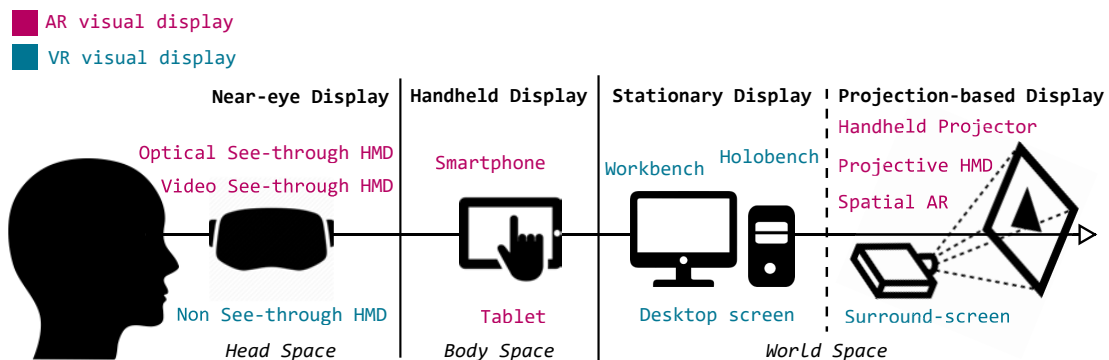 AR visual display
VR visual display
Near-eye Display
Handheld Display
Stationary Display
Projection-based Display
Optical See-through HMD
Video See-through HMD
Non See-through HMD
Smartphone
Tablet
Workbench
Holobench
Desktop screen
Handheld Projector
Projective HMD
Spatial AR
Surround-screen
Head Space
Body Space
World Space